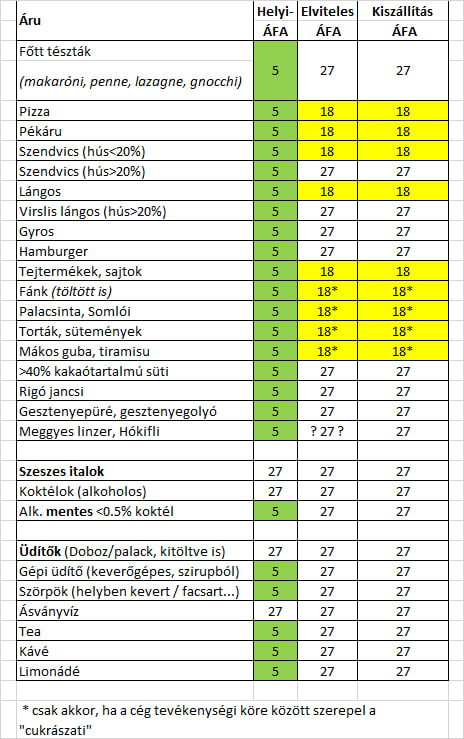 Áru Helyi- Elviteles Kiszállítás
ÁFA ÁFA ÁFA
Főtt tészták
(makaróni, penne, lazagne, gnocchi) 5 27 27
Pizza 5 18 18
Pékáru 5 18 18
Szendvics (hús<20%) 5 18 18
Szendvics (hús>20%) 5 27 27
Lángos 5 18 18
Virslis lángos (hús>20%) 5 27 27
Gyros 5 27 27
Hamburger 5 27 27
Tejtermékek, sajtok 5 18 18
Fánk (töltött is) 5 18* 18*
Palacsinta, Somlói 5 18* 18*
Torták, sütemények 5 18* 18*
Mákos guba, tiramisu 5 18* 18*
>40% kakaótartalmú süti 5 27 27
Rigó jancsi 5 27 27
Gesztenyepüré, gesztenyegolyó 5 27 27
Meggyes linzer, Hókifli 5 ? 27 ? 27
Szeszes italok 27 27 27
Koktélok (alkoholos) 27 27 27
Alk. mentes <0.5% koktél 5 27 27
Üdítők (Doboz/palack, kitöltve is) 27 27 27
Gépi üdítő (keverőgépes, szirupból) 5 27 27
Szörpök (helyben kevert / facsart...) 5 27 27
Ásványvíz 27 27 27
Tea 5 27 27
Kávé 5 27 27
Limonádé 5 27 27
* csak akkor, ha a cég tevékenységi köre között szerepel a
"cukrászati"